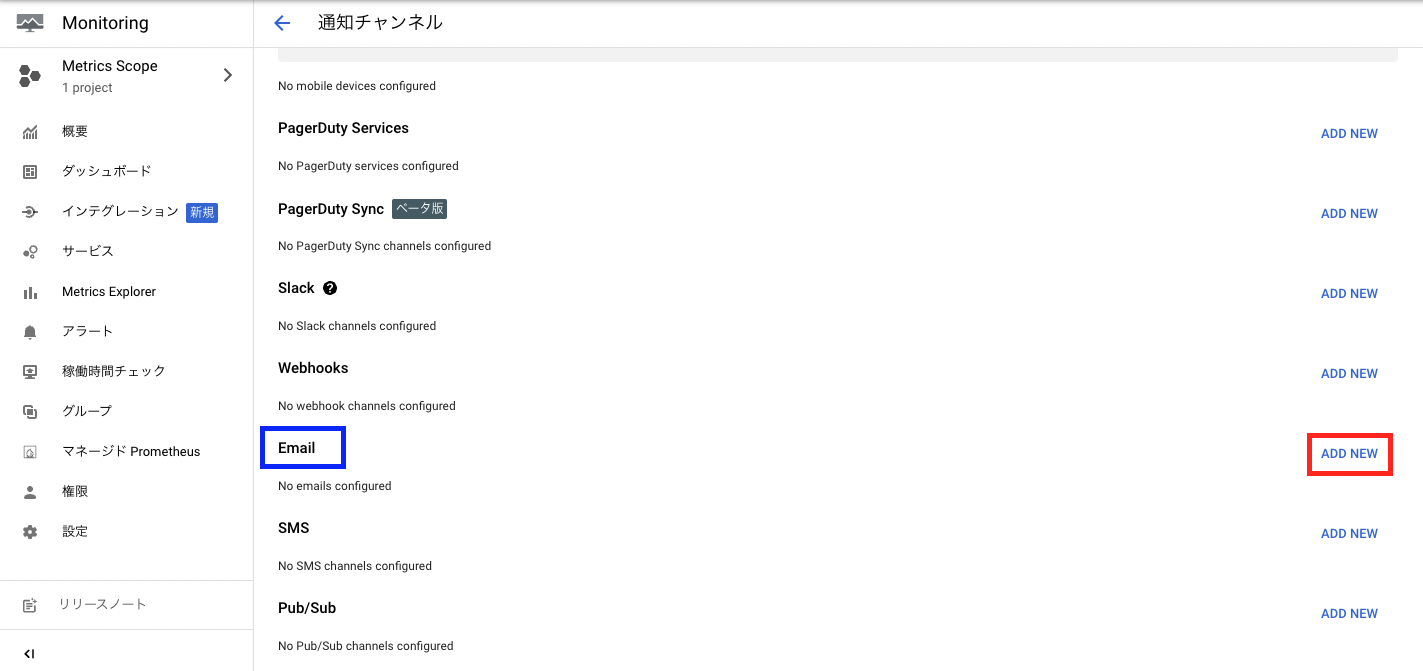 Monitoring
Metrics Scope
1 project
概要
ダッシュボード
インテグレーション 新規
サービス
Metrics Explorer
アラート
稼働時間チェック
グループ
マネージド Prometheus
権限
設定
リリースノート
通知チャンネル
No mobile devices configured
PagerDuty Services
ADD NEW
No PagerDuty services configured
PagerDuty Sync ベータ版
ADD NEW
No PagerDuty Sync channels configured
Slack ?
ADD NEW
No Slack channels configured
Webhooks
ADD NEW
No webhook channels configured
Email
ADD NEW
No emails configured
SMS
ADD NEW
No SMS channels configured
Pub/Sub
ADD NEW
No Pub/Sub channels configured